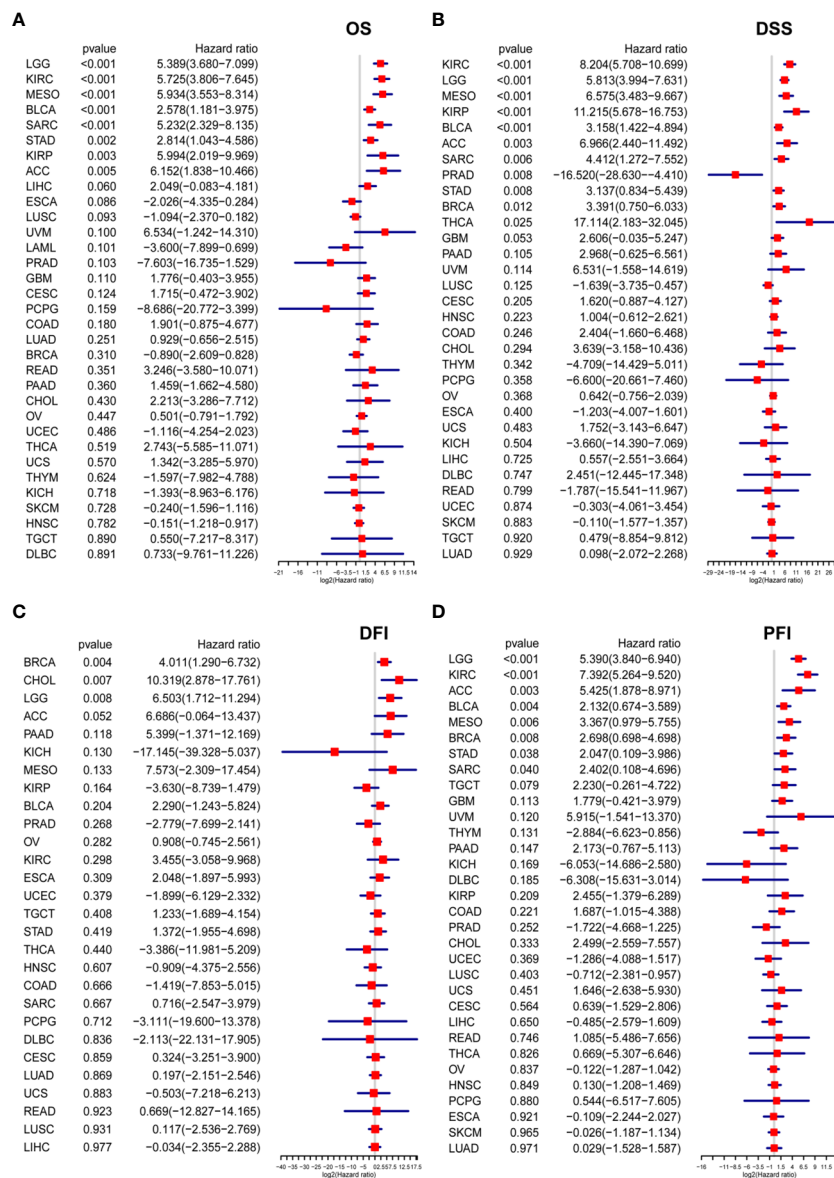 A
OS
pvalue Hazard ratio
LGG <0.001 5.389(3.680−7.099)
KIRC <0.001 5.725(3.806−7.645)
MESO <0.001 5.934(3.553−8.314)
BLCA <0.001 2.578(1.181−3.975)
SARC <0.001 5.232(2.329−8.135)
STAD 0.002 2.814(1.043−4.586)
KIRP 0.003 5.994(2.019−9.969)
ACC 0.005 6.152(1.838−10.466)
LIHC 0.060 2.049(−0.083−4.181)
ESCA 0.086 −2.026(−4.335−0.284)
LUSC 0.093 −1.094(−2.370−0.182)
UVM 0.100 6.534(−1.242−14.310)
LAML 0.101 −3.600(−7.899−0.699)
PRAD 0.103 −7.603(−16.735−1.529)
GBM 0.110 1.776(−0.403−3.955)
CESC 0.124 1.715(−0.472−3.902)
PCPG 0.159 −8.686(−20.772−3.399)
COAD 0.180 1.901(−0.875−4.677)
LUAD 0.251 0.929(−0.656−2.515)
BRCA 0.310 −0.890(−2.609−0.828)
READ 0.351 3.246(−3.580−10.071)
PAAD 0.360 1.459(−1.662−4.580)
CHOL 0.430 2.213(−3.286−7.712)
OV 0.447 0.501(−0.791−1.792)
UCEC 0.486 −1.116(−4.254−2.023)
THCA 0.519 2.743(−5.585−11.071)
UCS 0.570 1.342(−3.285−5.970)
THYM 0.624 −1.597(−7.982−4.788)
KICH 0.718 −1.393(−8.963−6.176)
SKCM 0.728 −0.240(−1.596−1.116)
HNSC 0.782 −0.151(−1.218−0.917)
TGCT 0.890 0.550(−7.217−8.317)
DLBC 0.891 0.733(−9.761−11.226)
−21 −16 −11 −6 −3.5 1.5 4 6.5 9 11.5 14
log2(Hazard ratio)
B
DSS
pvalue Hazard ratio
KIRC <0.001 8.204(5.708−10.699)
LGG <0.001 5.813(3.994−7.631)
MESO <0.001 6.575(3.483−9.667)
KIRP <0.001 11.215(5.678−16.753)
BLCA <0.001 3.158(1.422−4.894)
ACC 0.003 6.966(2.440−11.492)
SARC 0.006 4.412(1.272−7.552)
PRAD 0.008 −16.520(−28.630−−4.410)
STAD 0.008 3.137(0.834−5.439)
BRCA 0.012 3.391(0.750−6.033)
THCA 0.025 17.114(2.183−32.045)
GBM 0.053 2.606(−0.035−5.247)
PAAD 0.105 2.968(−0.625−6.561)
UVM 0.114 6.531(−1.558−14.619)
LUSC 0.125 −1.639(−3.735−0.457)
CESC 0.205 1.620(−0.887−4.127)
HNSC 0.223 1.004(−0.612−2.621)
COAD 0.246 2.404(−1.660−6.468)
CHOL 0.294 3.639(−3.158−10.436)
THYM 0.342 −4.709(−14.429−5.011)
PCPG 0.358 −6.600(−20.661−7.460)
OV 0.368 0.642(−0.756−2.039)
ESCA 0.400 −1.203(−4.007−1.601)
UCS 0.483 1.752(−3.143−6.647)
KICH 0.504 −3.660(−14.390−7.069)
LIHC 0.725 0.557(−2.551−3.664)
DLBC 0.747 2.451(−12.445−17.348)
READ 0.799 −1.787(−15.541−11.967)
UCEC 0.874 −0.303(−4.061−3.454)
SKCM 0.883 −0.110(−1.577−1.357)
TGCT 0.920 0.479(−8.854−9.812)
LUAD 0.929 0.098(−2.072−2.268)
−29 −19 −14 −9 −4 1 6 11 16 21 26
log2(Hazard ratio)
C
DFI
pvalue Hazard ratio
BRCA 0.004 4.011(1.290−6.732)
CHOL 0.007 10.319(2.878−17.761)
LGG 0.008 6.503(1.712−11.294)
ACC 0.052 6.686(−0.064−13.437)
PAAD 0.118 5.399(−1.371−12.169)
KICH 0.130 −17.145(−39.328−5.037)
MESO 0.133 7.573(−2.309−17.454)
KIRP 0.164 −3.630(−8.739−1.479)
BLCA 0.204 2.290(−1.243−5.824)
PRAD 0.268 −2.779(−7.699−2.141)
OV 0.282 0.908(−0.745−2.561)
KIRC 0.298 3.455(−3.058−9.968)
ESCA 0.309 2.048(−1.897−5.993)
UCEC 0.379 −1.899(−6.129−2.332)
TGCT 0.408 1.233(−1.689−4.154)
STAD 0.419 1.372(−1.955−4.698)
THCA 0.440 −3.386(−11.981−5.209)
HNSC 0.607 −0.909(−4.375−2.556)
COAD 0.666 −1.419(−7.853−5.015)
SARC 0.667 0.716(−2.547−3.979)
PCPG 0.712 −3.111(−19.600−13.378)
DLBC 0.836 −2.113(−22.131−17.905)
CESC 0.859 0.324(−3.251−3.900)
LUAD 0.869 0.197(−2.151−2.546)
UCS 0.883 −0.503(−7.218−6.213)
READ 0.923 0.669(−12.827−14.165)
LUSC 0.931 0.117(−2.536−2.769)
LIHC 0.977 −0.034(−2.355−2.288)
−40 −35 −30 −25 −20 −15 −10 −5 0 2.5 7.5 12.5 17.5
log2(Hazard ratio)
D
PFI
pvalue Hazard ratio
LGG <0.001 5.390(3.840−6.940)
KIRC <0.001 7.392(5.264−9.520)
ACC 0.003 5.425(1.878−8.971)
BLCA 0.004 2.132(0.674−3.589)
MESO 0.006 3.367(0.979−5.755)
BRCA 0.008 2.698(0.698−4.698)
STAD 0.038 2.047(0.109−3.986)
SARC 0.040 2.402(0.108−4.696)
TGCT 0.079 2.230(−0.261−4.722)
GBM 0.113 1.779(−0.421−3.979)
UVM 0.120 5.915(−1.541−13.370)
THYM 0.131 −2.884(−6.623−0.856)
PAAD 0.147 2.173(−0.767−5.113)
KICH 0.169 −6.053(−14.686−2.580)
DLBC 0.185 −6.308(−15.631−3.014)
KIRP 0.209 2.455(−1.379−6.289)
COAD 0.221 1.687(−1.015−4.388)
PRAD 0.252 −1.722(−4.668−1.225)
CHOL 0.333 2.499(−2.559−7.557)
UCEC 0.369 −1.286(−4.088−1.517)
LUSC 0.403 −0.712(−2.381−0.957)
UCS 0.451 1.646(−2.638−5.930)
CESC 0.564 0.639(−1.529−2.806)
LIHC 0.650 −0.485(−2.579−1.609)
READ 0.746 1.085(−5.486−7.656)
THCA 0.826 0.669(−5.307−6.646)
OV 0.837 −0.122(−1.287−1.042)
HNSC 0.849 0.130(−1.208−1.469)
PCPG 0.880 0.544(−6.517−7.605)
ESCA 0.921 −0.109(−2.244−2.027)
SKCM 0.965 −0.026(−1.187−1.134)
LUAD 0.971 0.029(−1.528−1.587)
−16 −11 −6 −3.5 −1 1.5 4 6.5 9 11.5
log2(Hazard ratio)